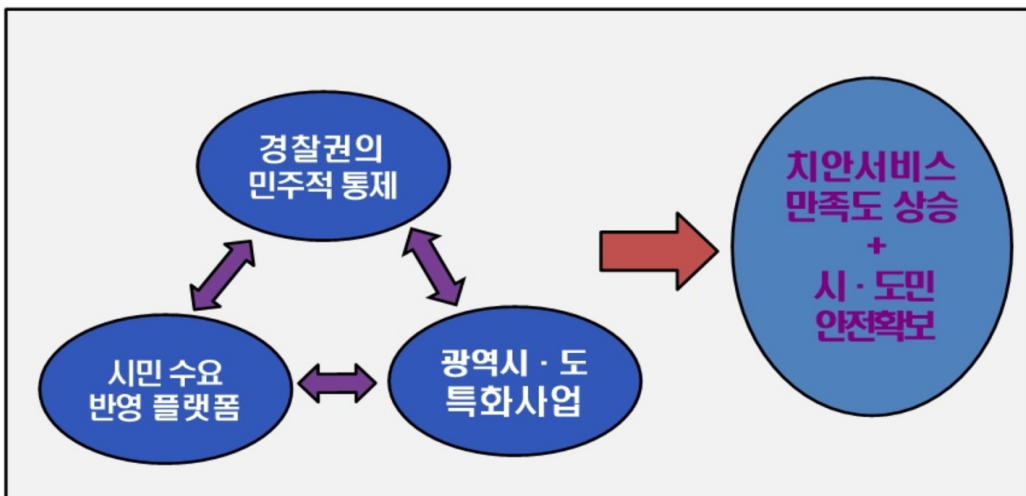 경찰권의
민주적 통제
시민 수요
반영 플랫폼
광역시 · 도
특화사업
치안서비스
만족도 상승
+
시 · 도민
안전확보